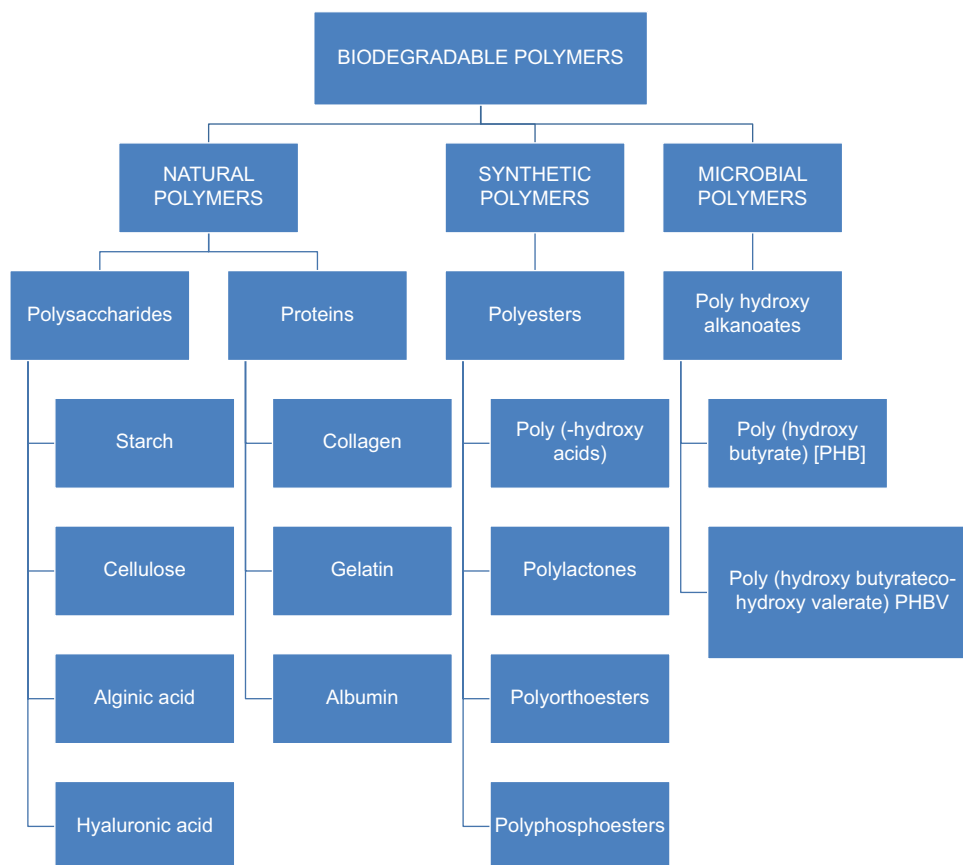 BIODEGRADABLE POLYMERS
NATURAL
POLYMERS
SYNTHETIC
POLYMERS
MICROBIAL
POLYMERS
Polysaccharides
Proteins
Polyesters
Poly hydroxy
alkanoates
Starch
Collagen
Poly (-hydroxy
acids)
Poly (hydroxy
butyrate) [PHB]
Cellulose
Gelatin
Polylactones
Poly (hydroxy butyrateco-
hydroxy valerate) PHBV
Alginic acid
Albumin
Polyorthoesters
Hyaluronic acid
Polyphosphoesters